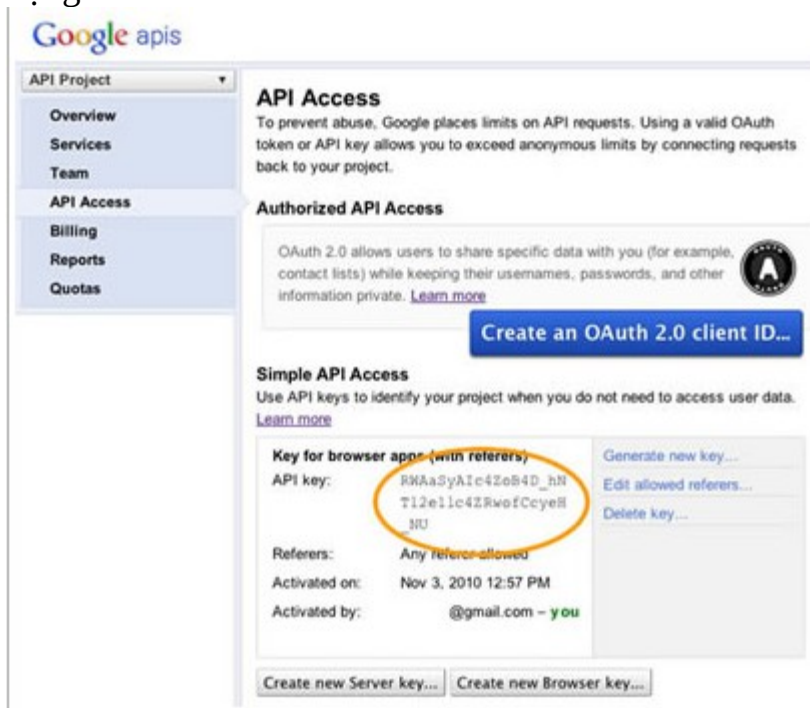 Google apis
API Project
Overview
Services
Team
API Access
Billing
Reports
Quotas
API Access
To prevent abuse, Google places limits on API requests. Using a valid OAuth
token or API key allows you to exceed anonymous limits by connecting requests
back to your project.
Authorized API Access
OAuth 2.0 allows users to share specific data with you (for example,
contact lists) while keeping their usernames, passwords, and other
information private. Learn more
Create an OAuth 2.0 client ID...
Simple API Access
Use API keys to identify your project when you do not need to access user data.
Learn more
Key for browser apps (with referers)
API key: RWAaSyAIc4ZoB4D_hN
Tl2el1c4ZRwofCcyeH
_NU
Referers: Any referer allowed
Activated on: Nov 3, 2010 12:57 PM
Activated by: @gmail.com – you
Generate new key...
Edit allowed referers...
Delete key...
Create new Server key... Create new Browser key...